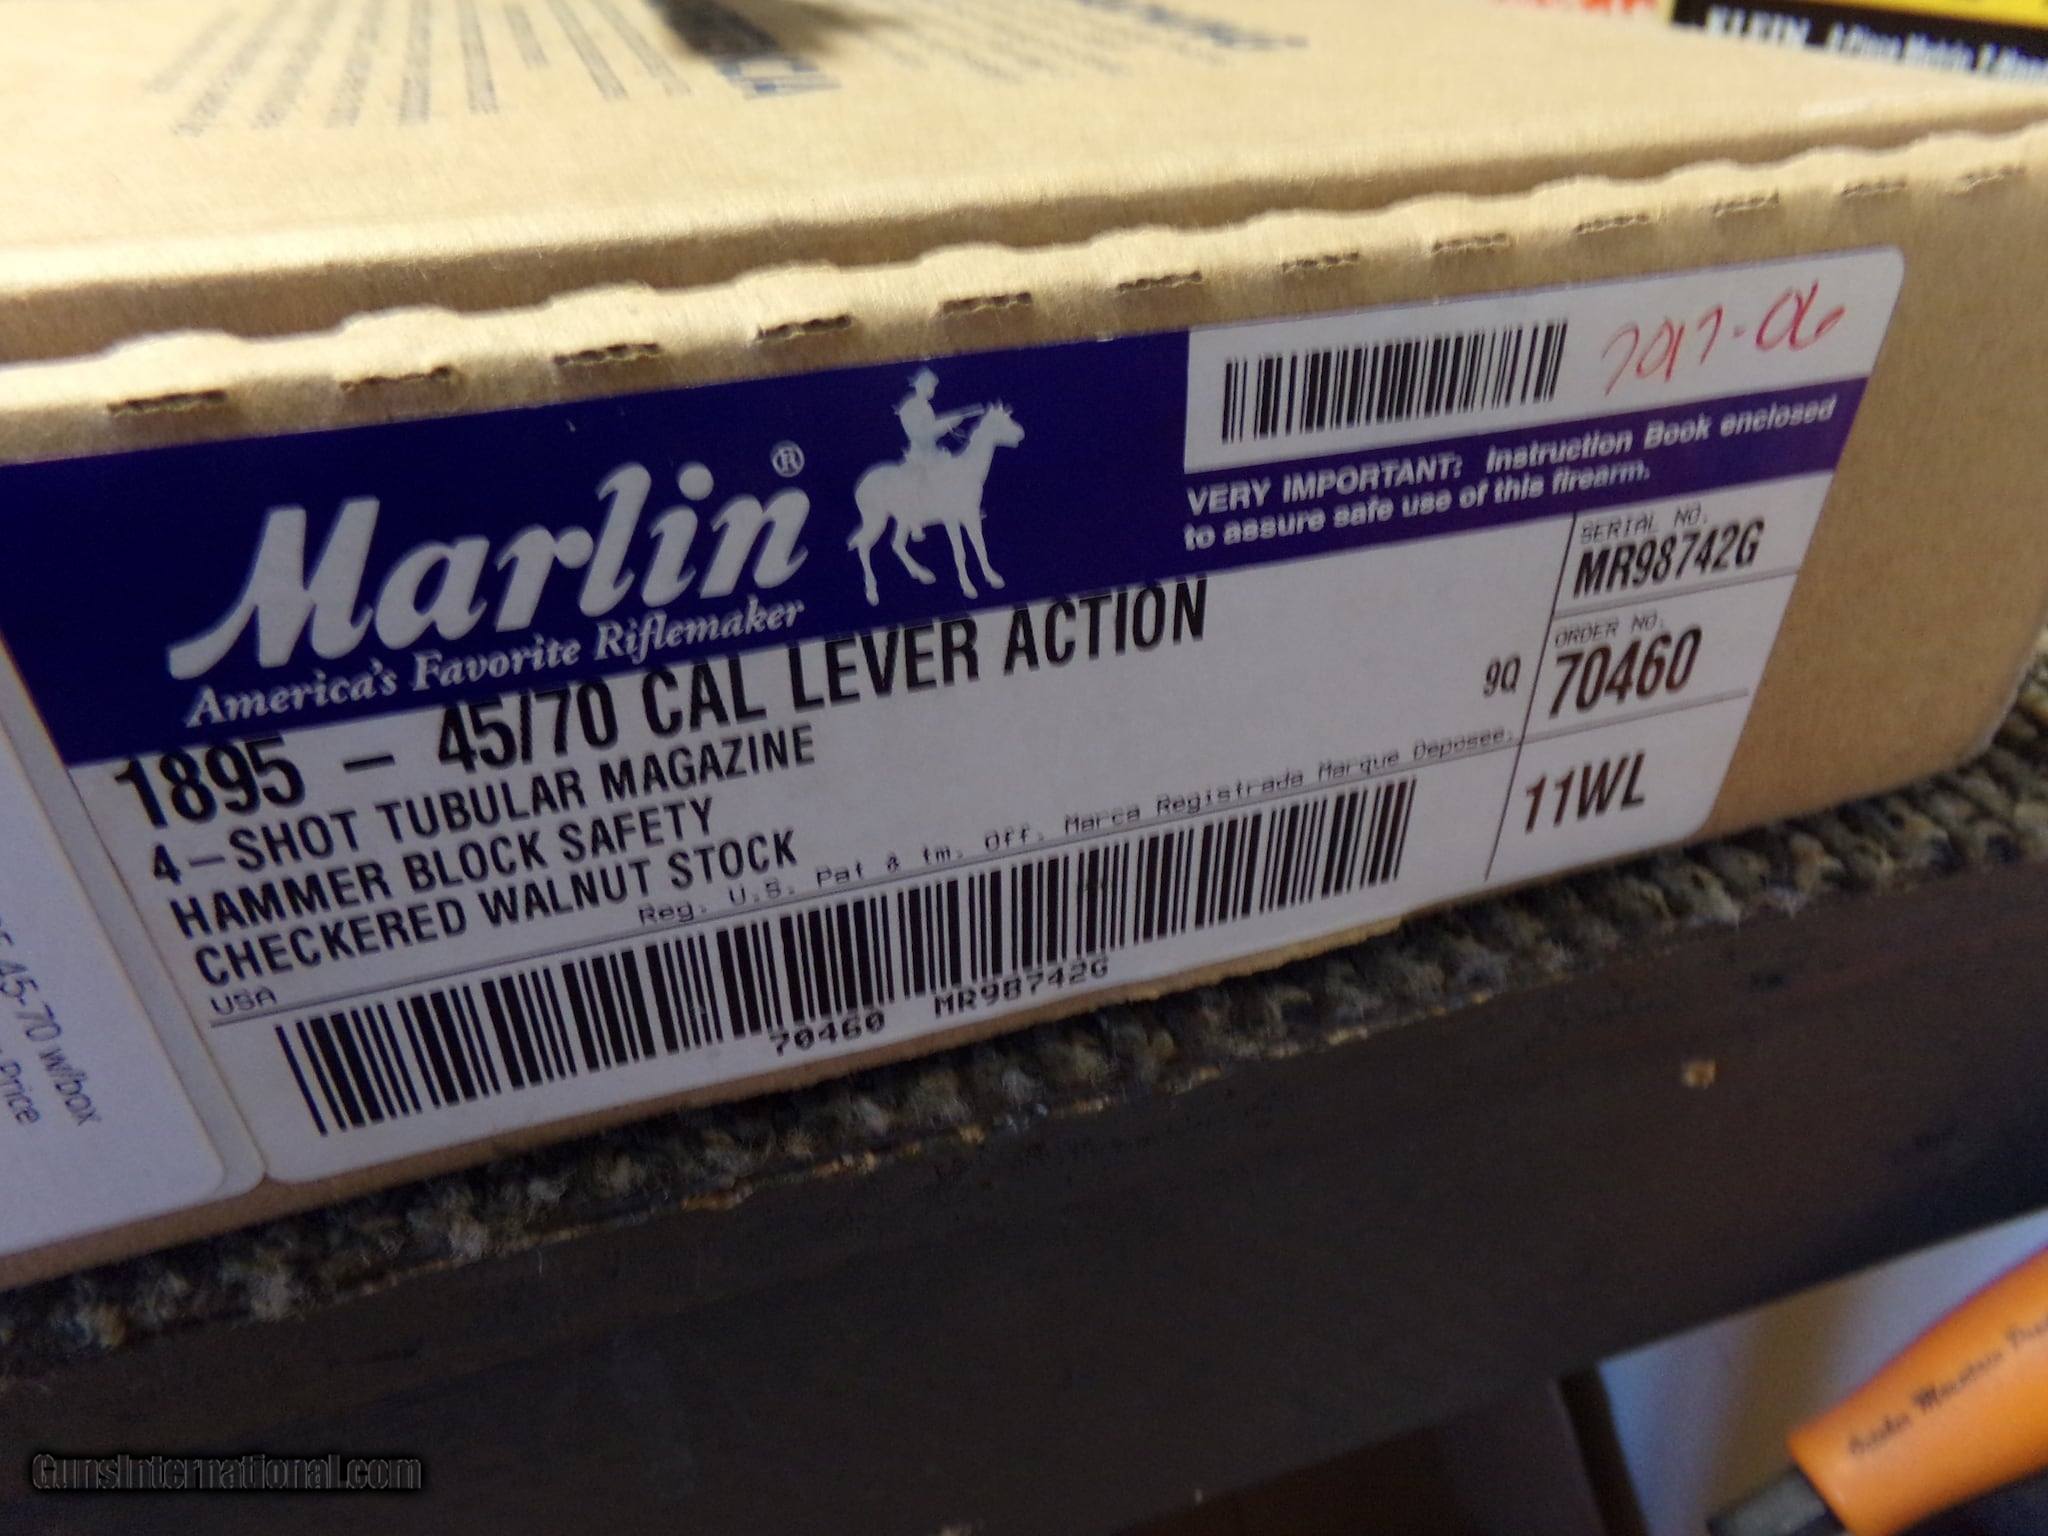 7017-06
Marlin®
America's Favorite Riflemaker
VERY IMPORTANT: Instruction Book enclosed
to assure safe use of this firearm.
1895 – 45/70 CAL LEVER ACTION
4–SHOT TUBULAR MAGAZINE
HAMMER BLOCK SAFETY
CHECKERED WALNUT STOCK
USA
Reg. U.S. Pat & tm. Off. Marca Registrada Marque Deposee.
9Q
SERIAL NO.
MR98742G
ORDER NO.
70460
11WL
70460 MR98742G
45-70 w/box
Price
KLEIN
GunsInternational.com